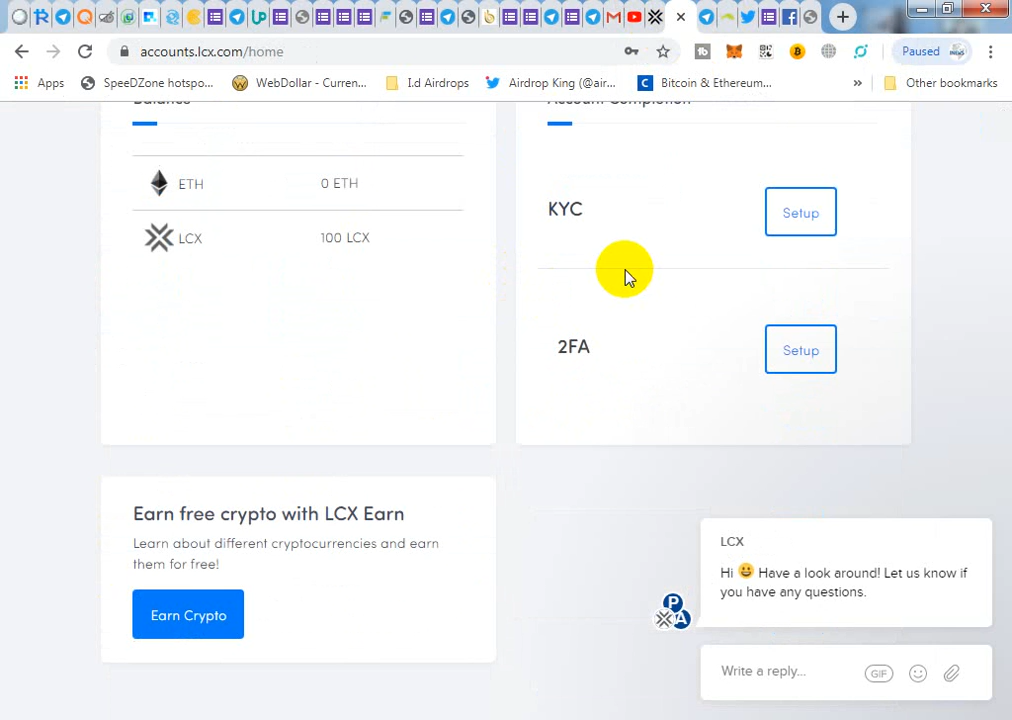 accounts.lcx.com/home
Paused
Apps
SpeeDZone hotspo...
WebDollar - Curren...
I.d Airdrops
Airdrop King (@air...
Bitcoin & Ethereum...
»
Other bookmarks
Balance
Account Completion
ETH
0 ETH
KYC
Setup
LCX
100 LCX
2FA
Setup
Earn free crypto with LCX Earn
Learn about different cryptocurrencies and earn
them for free!
Earn Crypto
LCX
Hi 😀 Have a look around! Let us know if
you have any questions.
P
A
Write a reply...
GIF